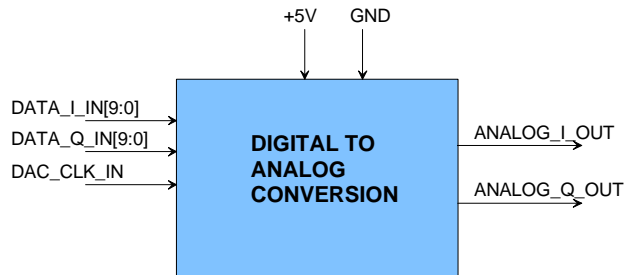 +5V
GND
DATA_I_IN[9:0]
DATA_Q_IN[9:0]
DAC_CLK_IN
DIGITAL TO
ANALOG
CONVERSION
ANALOG_I_OUT
ANALOG_Q_OUT